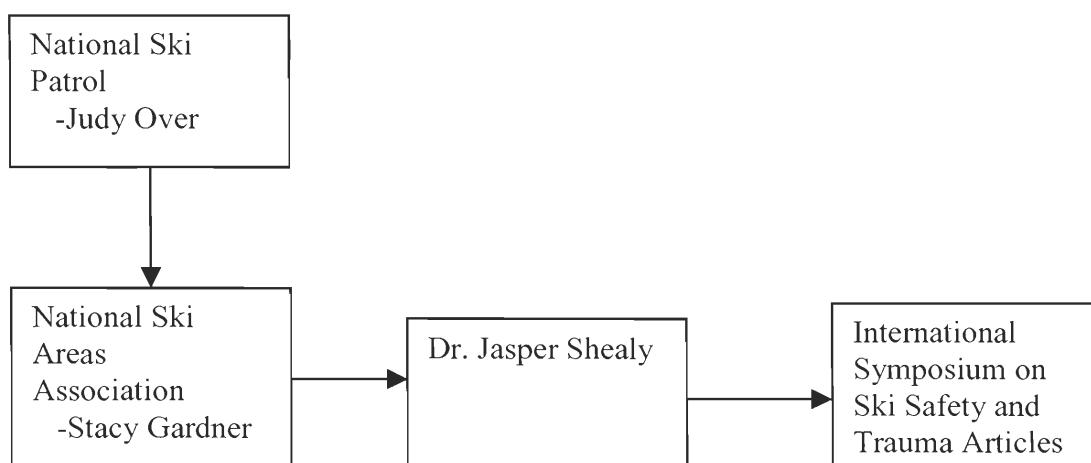 National Ski
Patrol
-Judy Over
National Ski
Areas
Association
-Stacy Gardner
Dr. Jasper Shealy
International
Symposium on
Ski Safety and
Trauma Articles